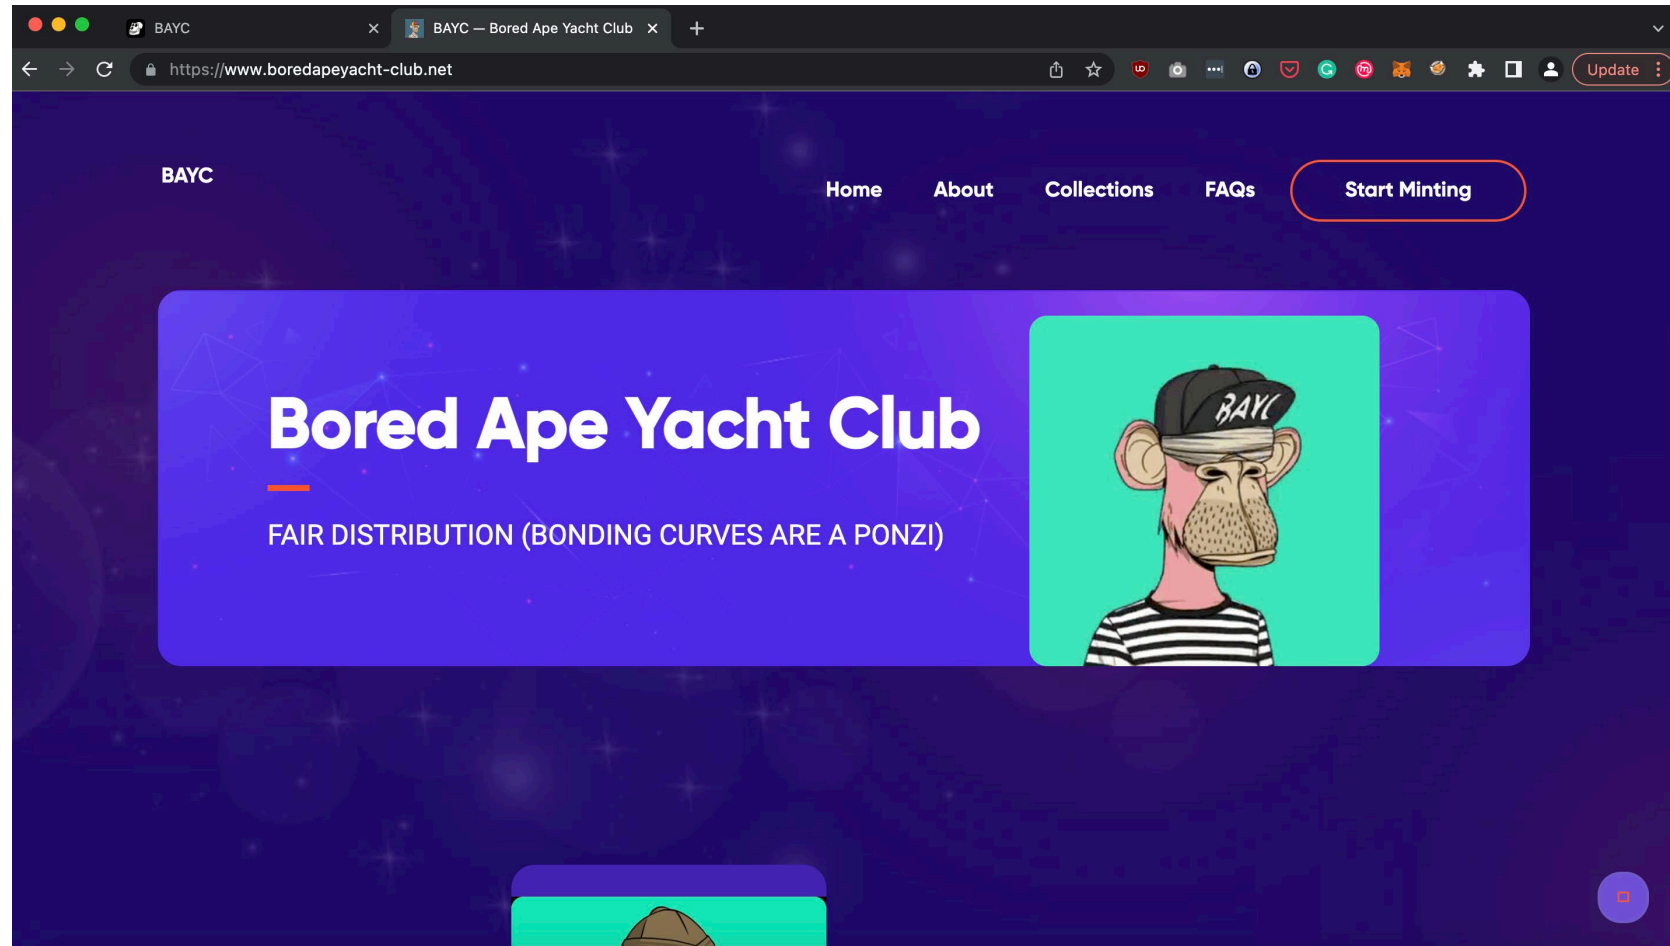 BAYC
BAYC — Bored Ape Yacht Club
https://www.boredapeyacht-club.net
Update
BAYC
Home About Collections FAQs Start Minting
Bored Ape Yacht Club
FAIR DISTRIBUTION (BONDING CURVES ARE A PONZI)
BAYC